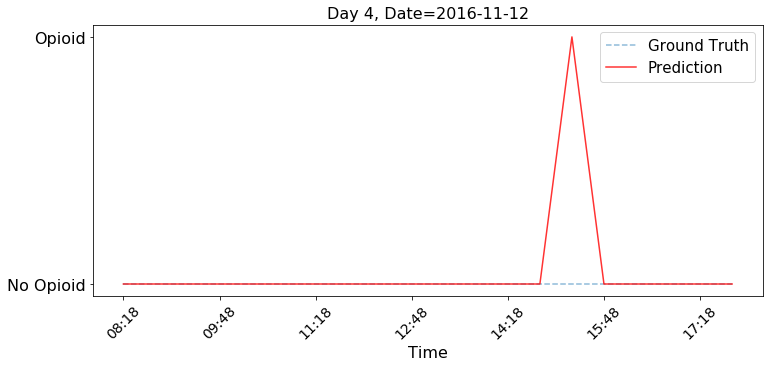 Day 4, Date=2016-11-12
Opioid
No Opioid
Ground Truth
Prediction
08:18
09:48
11:18
12:48
14:18
15:48
17:18
Time